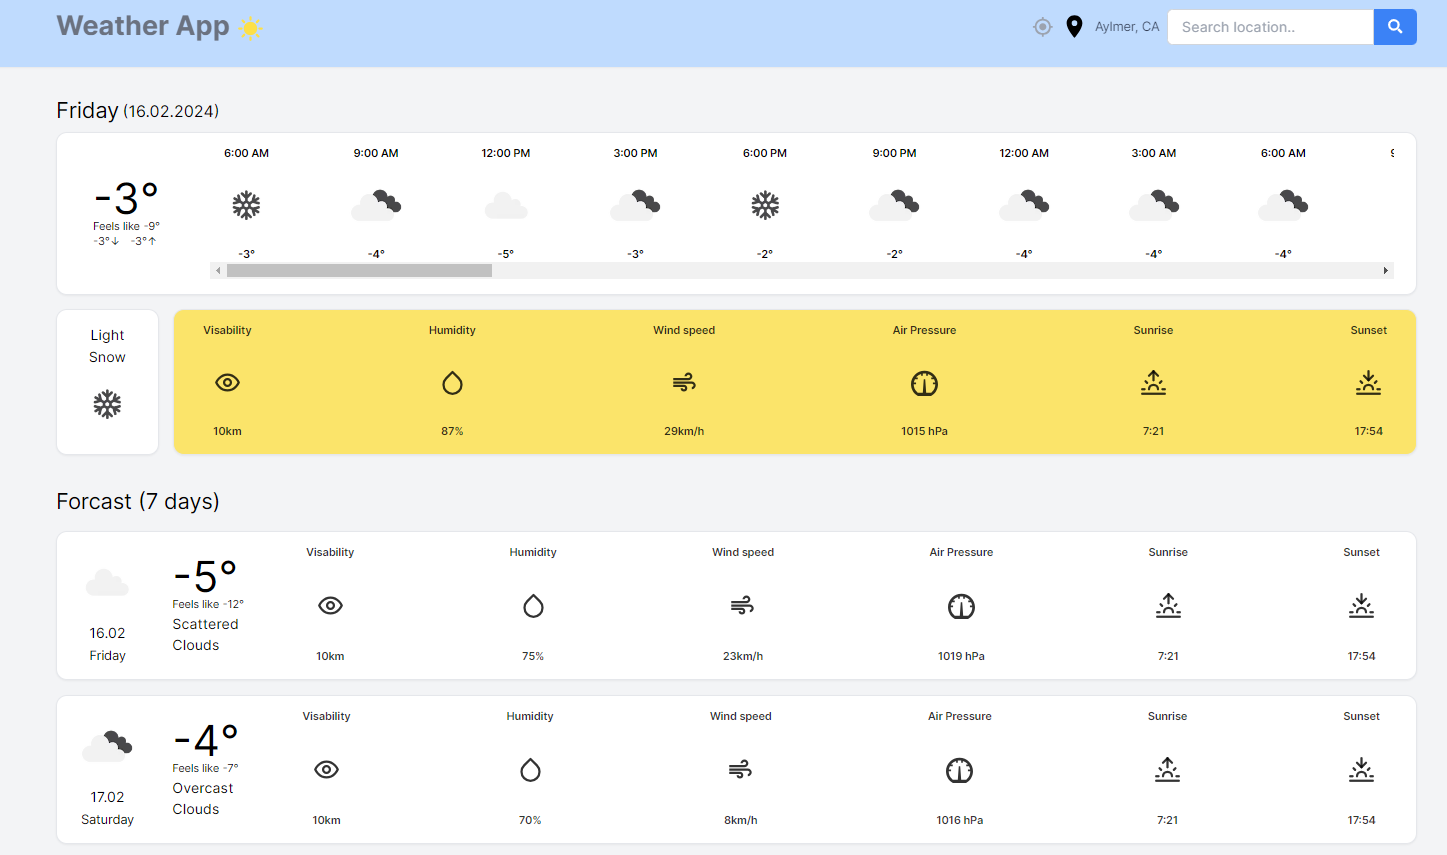 Weather App
Aylmer, CA
Search location..
Friday (16.02.2024)
6:00 AM 9:00 AM 12:00 PM 3:00 PM 6:00 PM 9:00 PM 12:00 AM 3:00 AM 6:00 AM
-3°
Feels like -9°
-3°↓ -3°↑
-3° -4° -5° -3° -2° -2° -4° -4° -4°
Light
Snow
Visability Humidity Wind speed Air Pressure Sunrise Sunset
10km 87% 29km/h 1015 hPa 7:21 17:54
Forcast (7 days)
16.02
Friday
-5°
Feels like -12°
Scattered
Clouds
Visability Humidity Wind speed Air Pressure Sunrise Sunset
10km 75% 23km/h 1019 hPa 7:21 17:54
17.02
Saturday
-4°
Feels like -7°
Overcast
Clouds
Visability Humidity Wind speed Air Pressure Sunrise Sunset
10km 70% 8km/h 1016 hPa 7:21 17:54